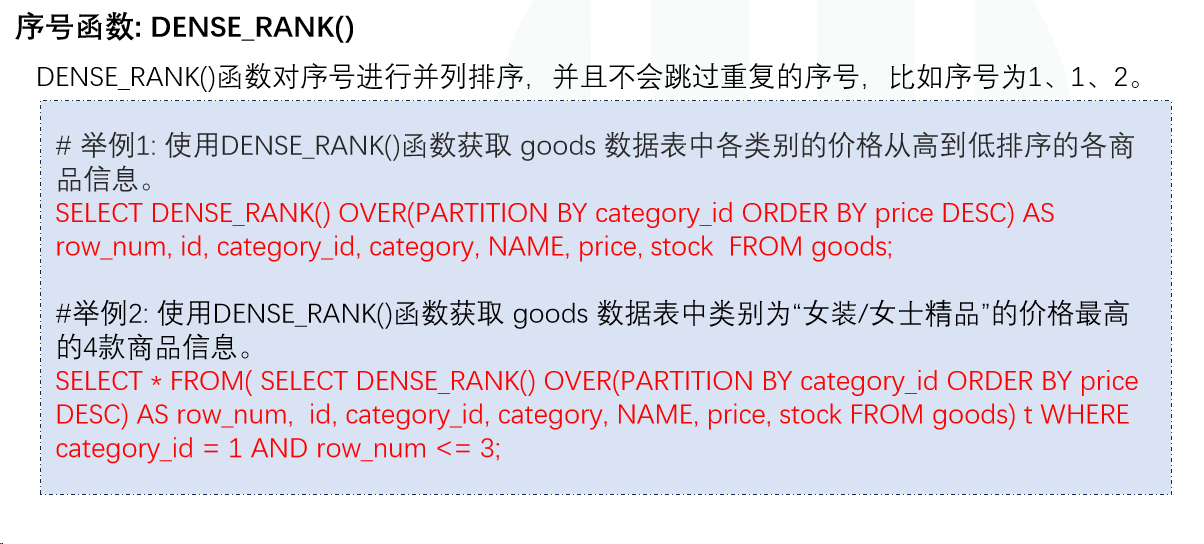 序号函数: DENSE_RANK()
DENSE_RANK()函数对序号进行并列排序，并且不会跳过重复的序号，比如序号为1、1、2。
# 举例1: 使用DENSE_RANK()函数获取 goods 数据表中各类别的价格从高到低排序的各商
品信息。
SELECT DENSE_RANK() OVER(PARTITION BY category_id ORDER BY price DESC) AS
row_num, id, category_id, category, NAME, price, stock  FROM goods;
#举例2: 使用DENSE_RANK()函数获取 goods 数据表中类别为“女装/女士精品”的价格最高
的4款商品信息。
SELECT * FROM( SELECT DENSE_RANK() OVER(PARTITION BY category_id ORDER BY price
DESC) AS row_num,  id, category_id, category, NAME, price, stock FROM goods) t WHERE
category_id = 1 AND row_num <= 3;